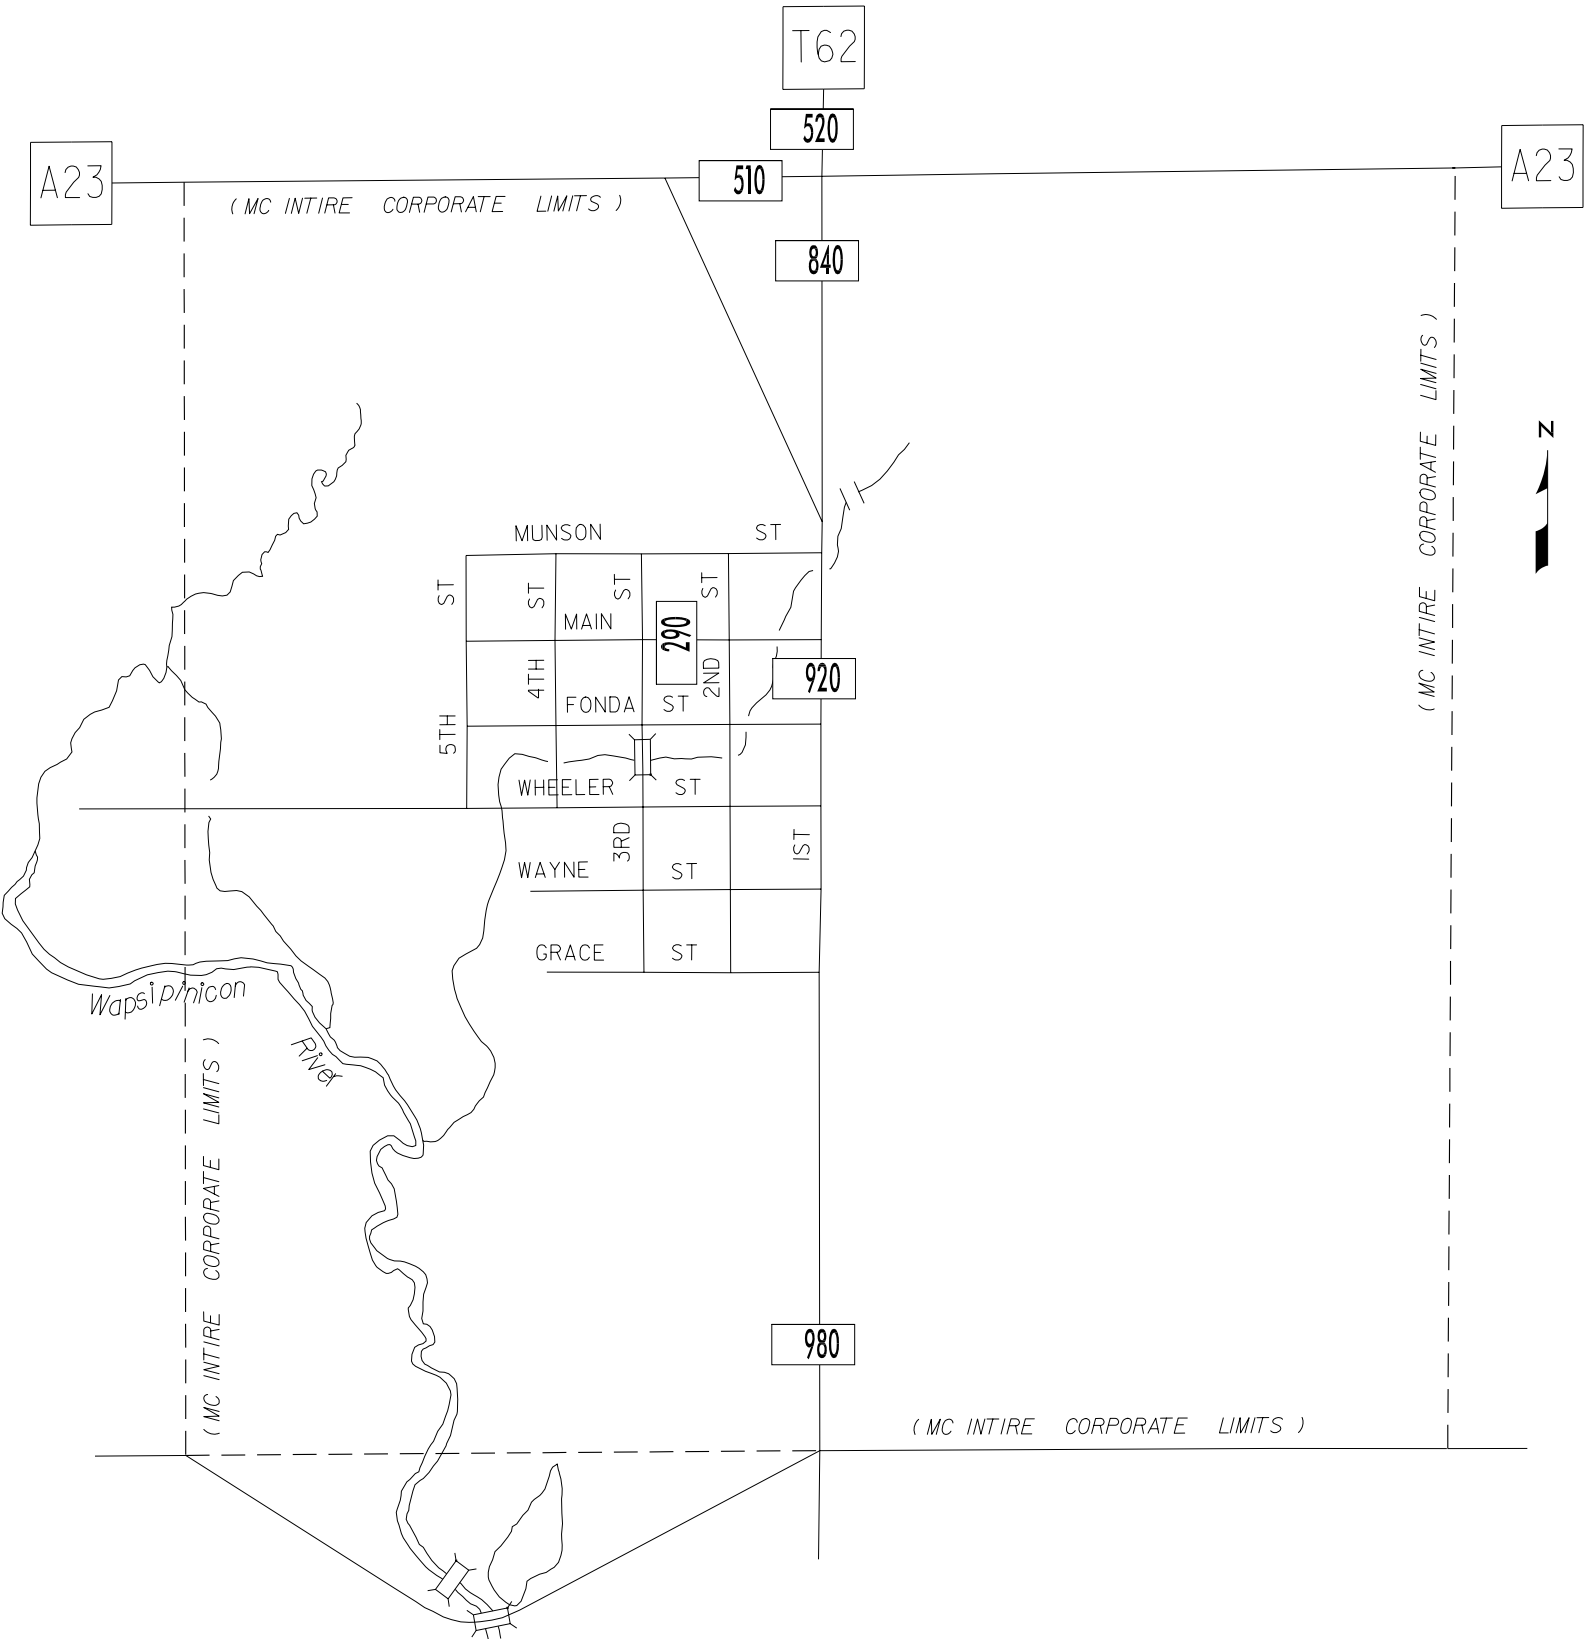 T62
520
A23
510
A23
(MC INTIRE CORPORATE LIMITS)
840
(MC INTIRE CORPORATE LIMITS)
N
MUNSON ST
5TH ST
4TH ST
3RD ST
2ND ST
MAIN
290
920
FONDA ST
WHEELER ST
1ST
WAYNE ST
GRACE ST
Wapsipinicon
River
(MC INTIRE CORPORATE LIMITS)
980
(MC INTIRE CORPORATE LIMITS)